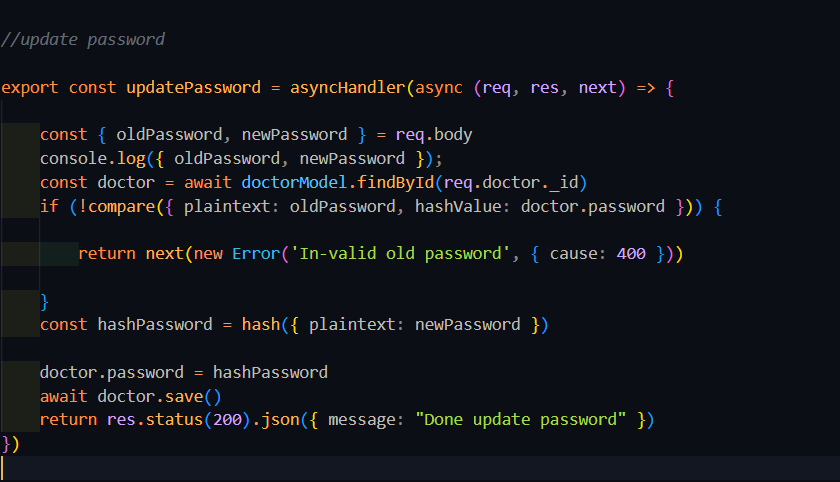 //update password
export const updatePassword = asyncHandler(async (req, res, next) => {
const { oldPassword, newPassword } = req.body
console.log({ oldPassword, newPassword });
const doctor = await doctorModel.findById(req.doctor._id)
if (!compare({ plaintext: oldPassword, hashValue: doctor.password })) {
return next(new Error('In-valid old password', { cause: 400 }))
}
const hashPassword = hash({ plaintext: newPassword })
doctor.password = hashPassword
await doctor.save()
return res.status(200).json({ message: "Done update password" })
})